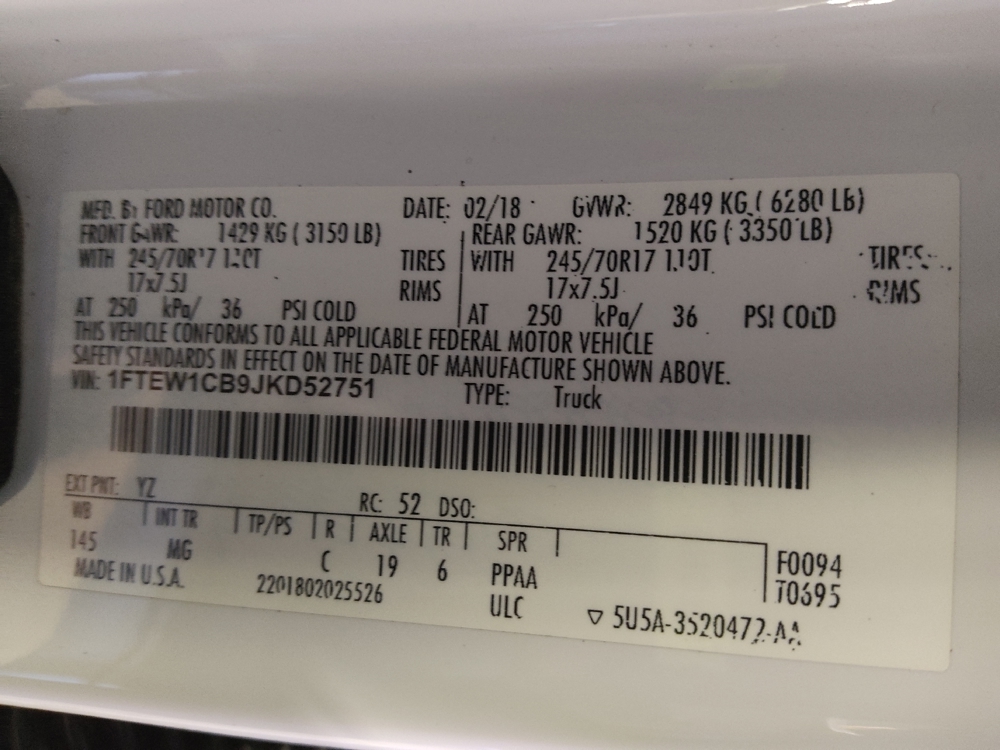 MFD. BY FORD MOTOR CO. DATE: 02/18 GVWR: 2849 KG ( 6280 LB)
FRONT GAWR: 1429 KG ( 3150 LB) REAR GAWR: 1520 KG ( 3350 LB)
WITH 245/70R17 110T TIRES WITH 245/70R17 110T TIRES
17x7.5J RIMS 17x7.5J RIMS
AT 250 kPa/ 36 PSI COLD AT 250 kPa/ 36 PSI COLD
THIS VEHICLE CONFORMS TO ALL APPLICABLE FEDERAL MOTOR VEHICLE
SAFETY STANDARDS IN EFFECT ON THE DATE OF MANUFACTURE SHOWN ABOVE.
VIN: 1FTEW1CB9JKD52751 TYPE: Truck
EXT PNT: YZ RC: 52 DSO:
WB INT TR TP/PS R AXLE TR SPR
145 MG C 19 6 PPAA F0094
MADE IN U.S.A. 2201802025526 ULC T0695
▽ 5U5A-3520472-AA